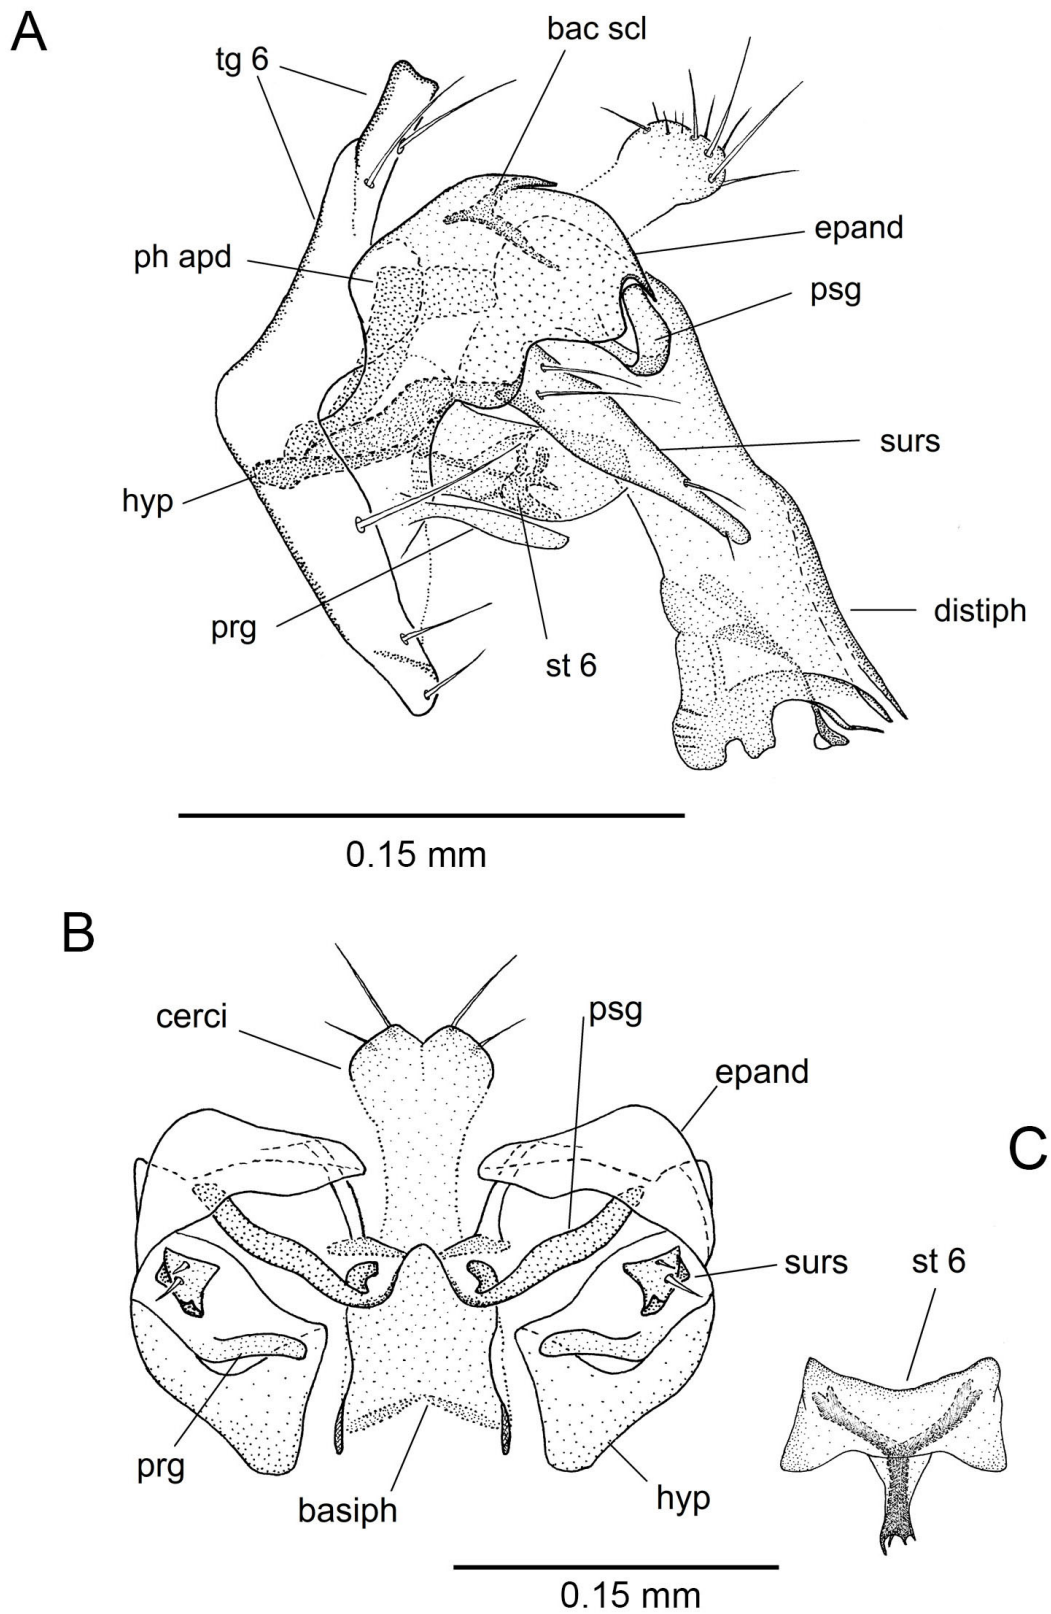 A
bac scl
tg 6
epand
ph apd
psg
surs
hyp
distiph
prg
st 6
0.15 mm
B
psg
cerci
epand
C
surs
st 6
prg
hyp
basiph
0.15 mm